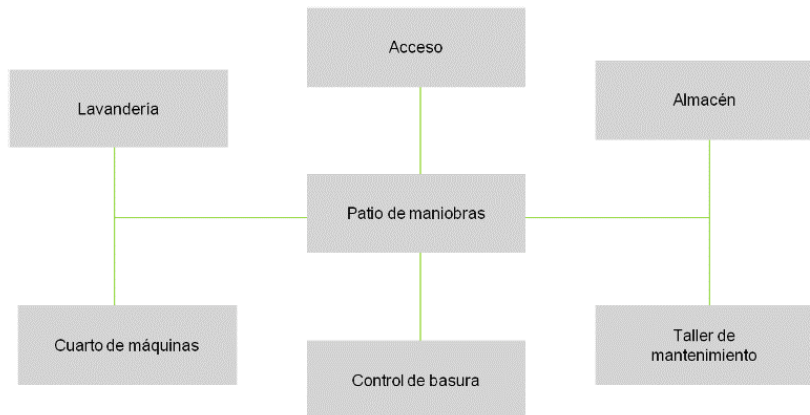 Acceso
Lavandería
Almacén
Patio de maniobras
Cuarto de máquinas
Control de basura
Taller de
mantenimiento